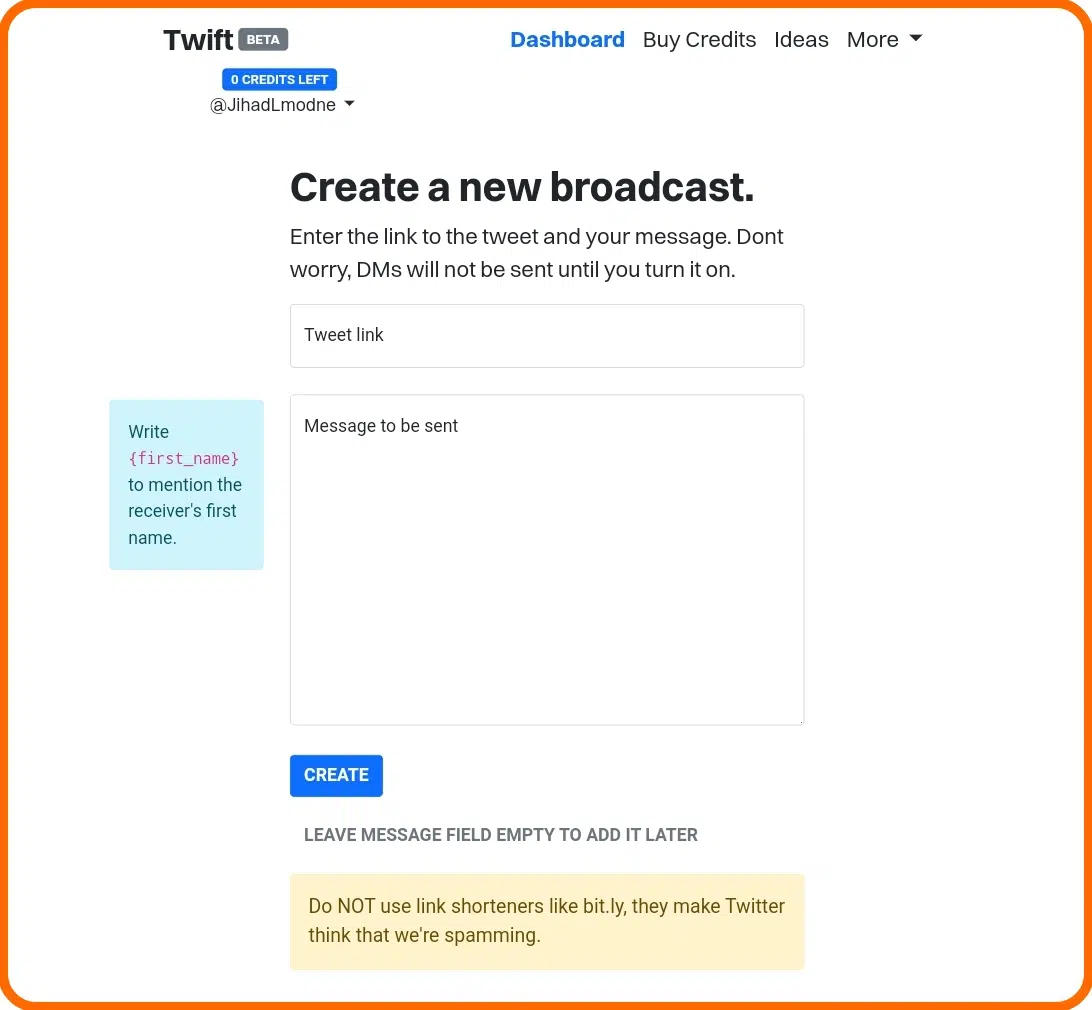 Twift BETA
Dashboard Buy Credits Ideas More
0 CREDITS LEFT
@JihadLmodne
Create a new broadcast.
Enter the link to the tweet and your message. Dont
worry, DMs will not be sent until you turn it on.
Tweet link
Write
{first_name}
to mention the
receiver's first
name.
Message to be sent
CREATE
LEAVE MESSAGE FIELD EMPTY TO ADD IT LATER
Do NOT use link shorteners like bit.ly, they make Twitter
think that we're spamming.